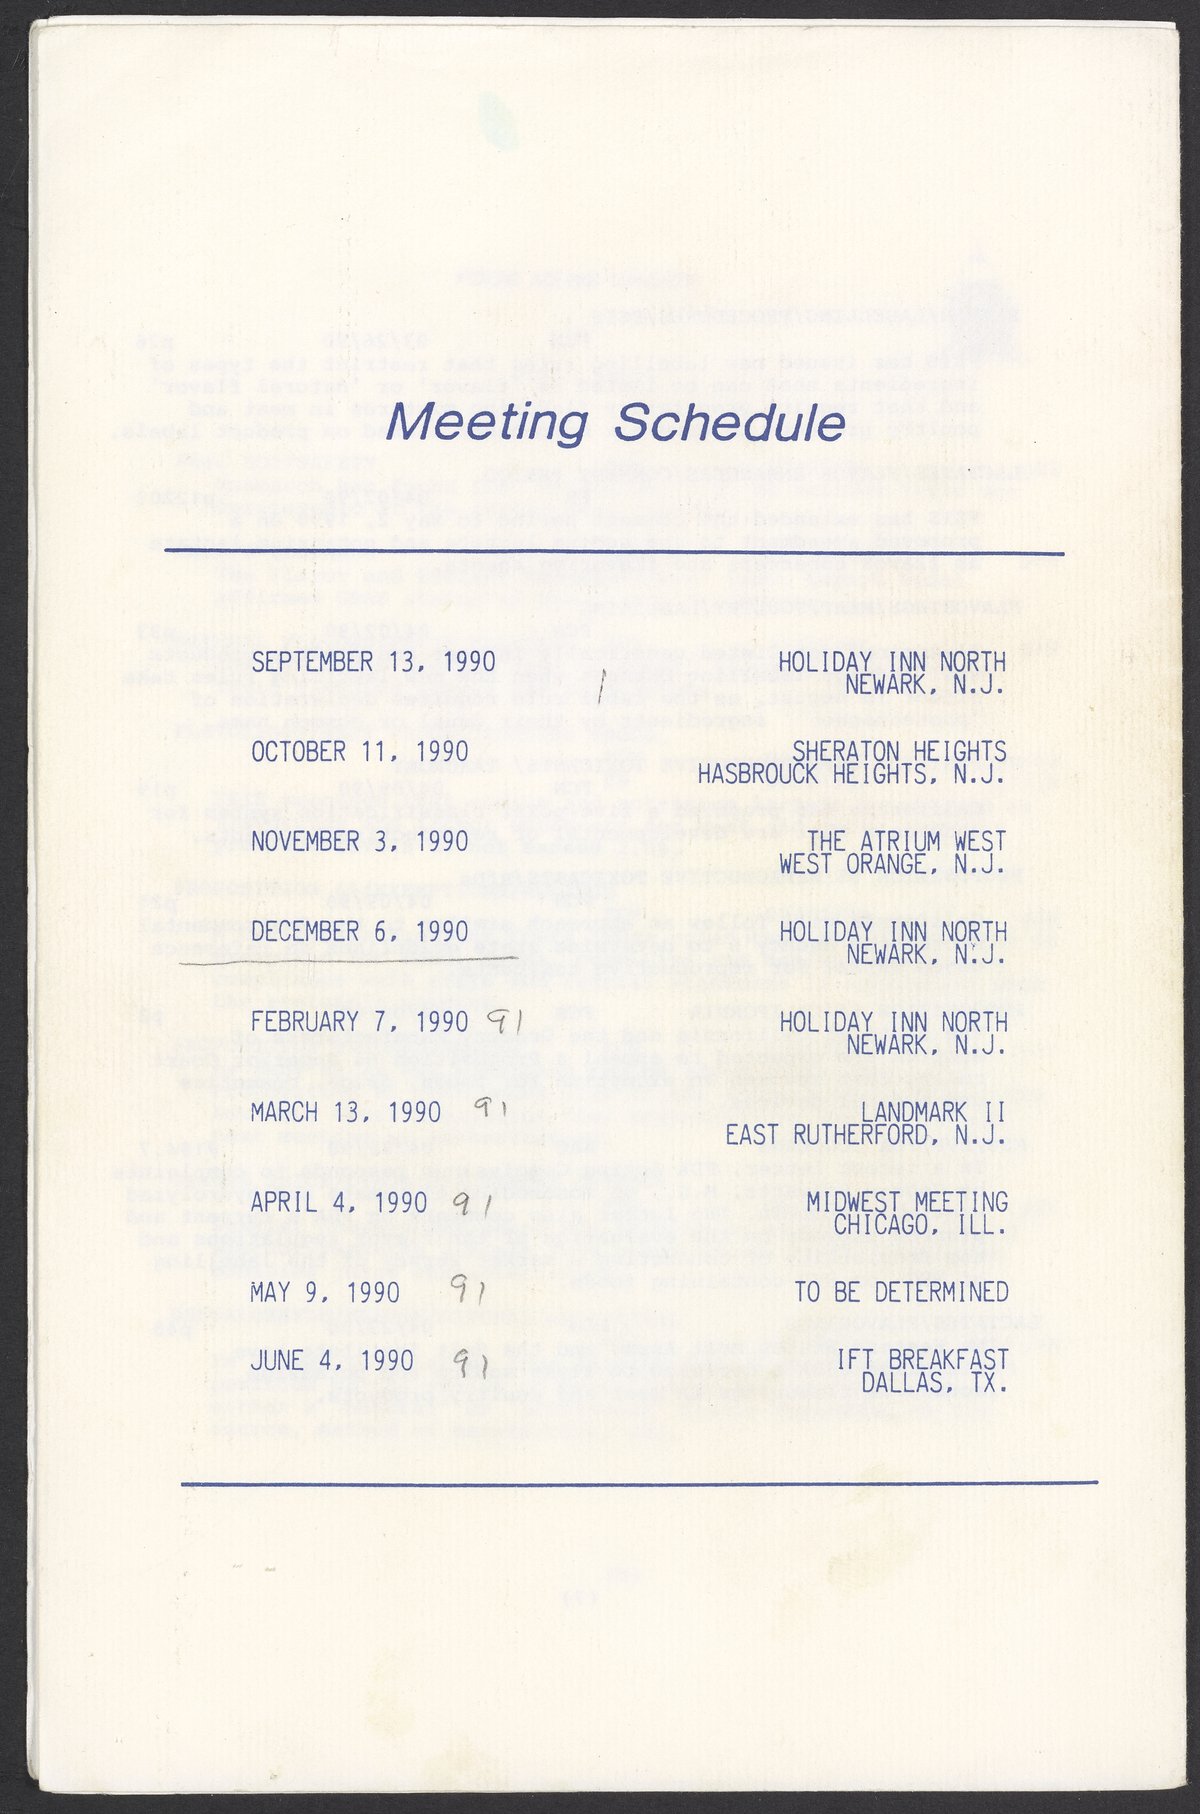 Meeting Schedule
SEPTEMBER 13, 1990 HOLIDAY INN NORTH
NEWARK, N.J.
OCTOBER 11, 1990 SHERATON HEIGHTS
HASBROUCK HEIGHTS, N.J.
NOVEMBER 3, 1990 THE ATRIUM WEST
WEST ORANGE, N.J.
DECEMBER 6, 1990 HOLIDAY INN NORTH
NEWARK, N.J.
FEBRUARY 7, 1990 91 HOLIDAY INN NORTH
NEWARK, N.J.
MARCH 13, 1990 91 LANDMARK II
EAST RUTHERFORD, N.J.
APRIL 4, 1990 91 MIDWEST MEETING
CHICAGO, ILL.
MAY 9, 1990 91 TO BE DETERMINED
JUNE 4, 1990 91 IFT BREAKFAST
DALLAS, TX.